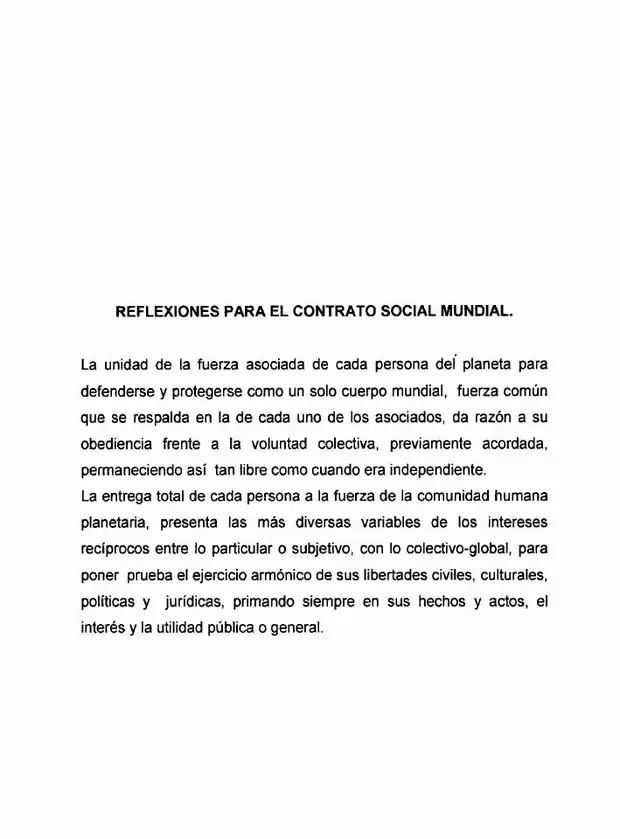 REFLEXIONES PARA EL CONTRATO SOCIAL MUNDIAL.
La unidad de la fuerza asociada de cada persona del planeta para
defenderse y protegerse como un solo cuerpo mundial, fuerza común
que se respalda en la de cada uno de los asociados, da razón a su
obediencia frente a la voluntad colectiva, previamente acordada,
permaneciendo así tan libre como cuando era independiente.
La entrega total de cada persona a la fuerza de la comunidad humana
planetaria, presenta las más diversas variables de los intereses
recíprocos entre lo particular o subjetivo, con lo colectivo-global, para
poner prueba el ejercicio armónico de sus libertades civiles, culturales,
políticas y jurídicas, primando siempre en sus hechos y actos, el
interés y la utilidad pública o general.